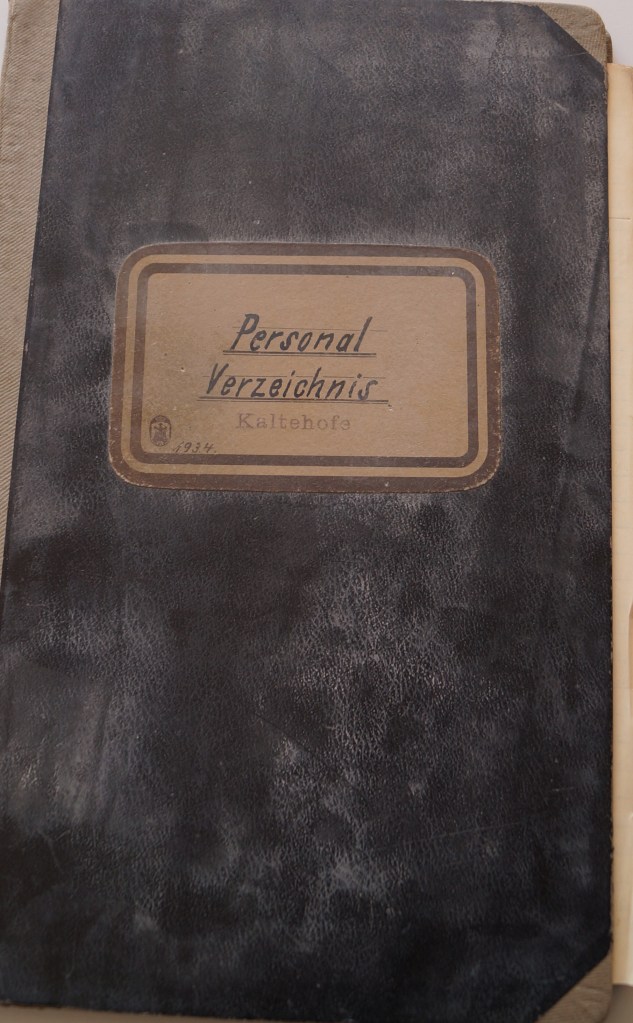 Personal
Verzeichnis
Kaltehofe
1934.